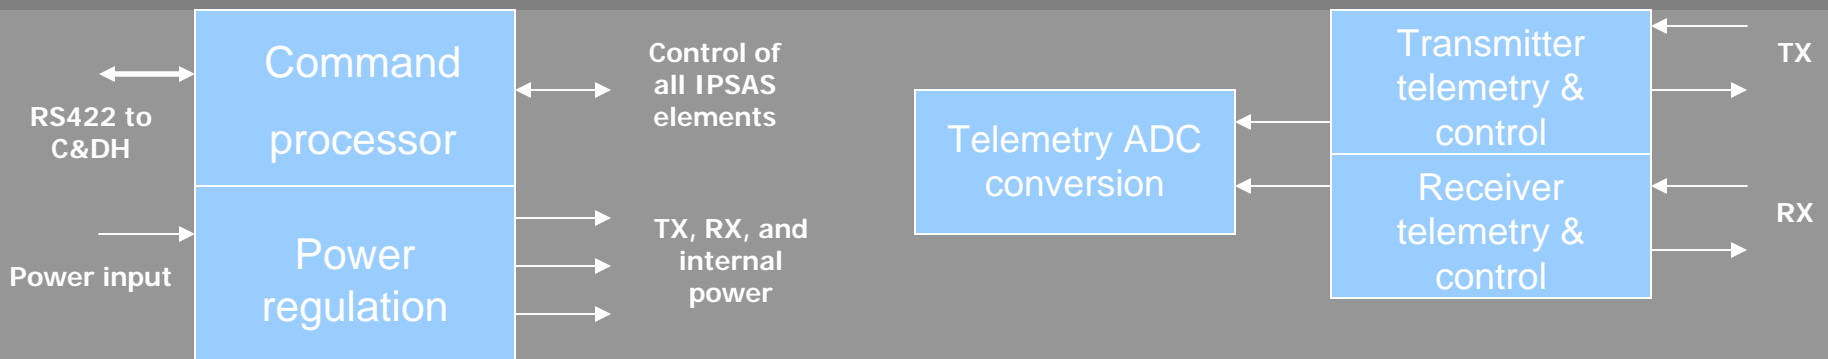 Command
processor
RS422 to
C&DH
Control of
all IPSAS
elements
Power input
Power
regulation
TX, RX, and
internal
power
Telemetry ADC
conversion
Transmitter
telemetry &
control
TX
Receiver
telemetry &
control
RX